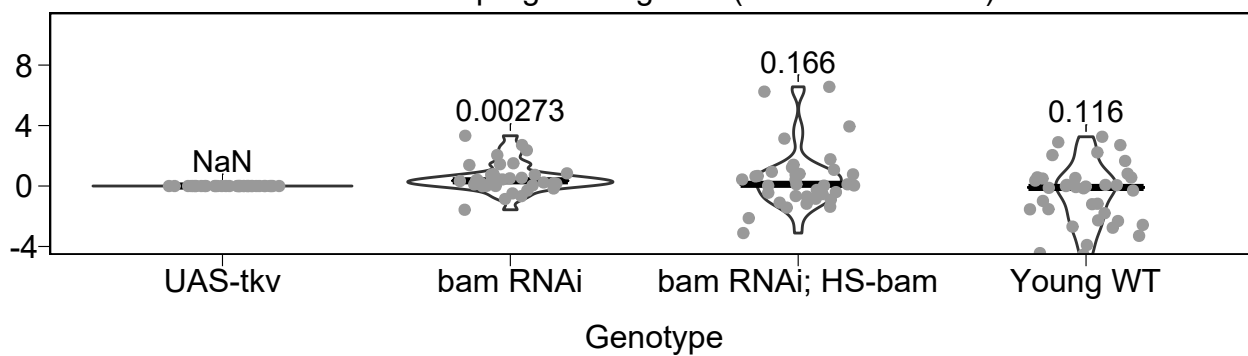 8
4
0
-4
NaN
0.00273
0.166
0.116
UAS-tkv
bam RNAi
bam RNAi; HS-bam
Young WT
Genotype